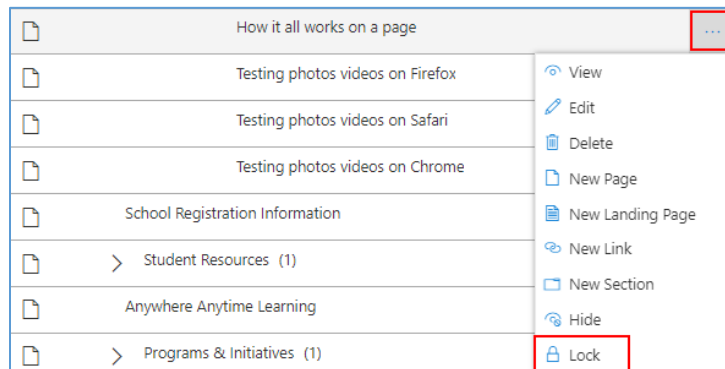 How it all works on a page
...
Testing photos videos on Firefox
View
Edit
Testing photos videos on Safari
Delete
Testing photos videos on Chrome
New Page
School Registration Information
New Landing Page
New Link
Student Resources (1)
New Section
Anywhere Anytime Learning
Hide
Programs & Initiatives (1)
Lock